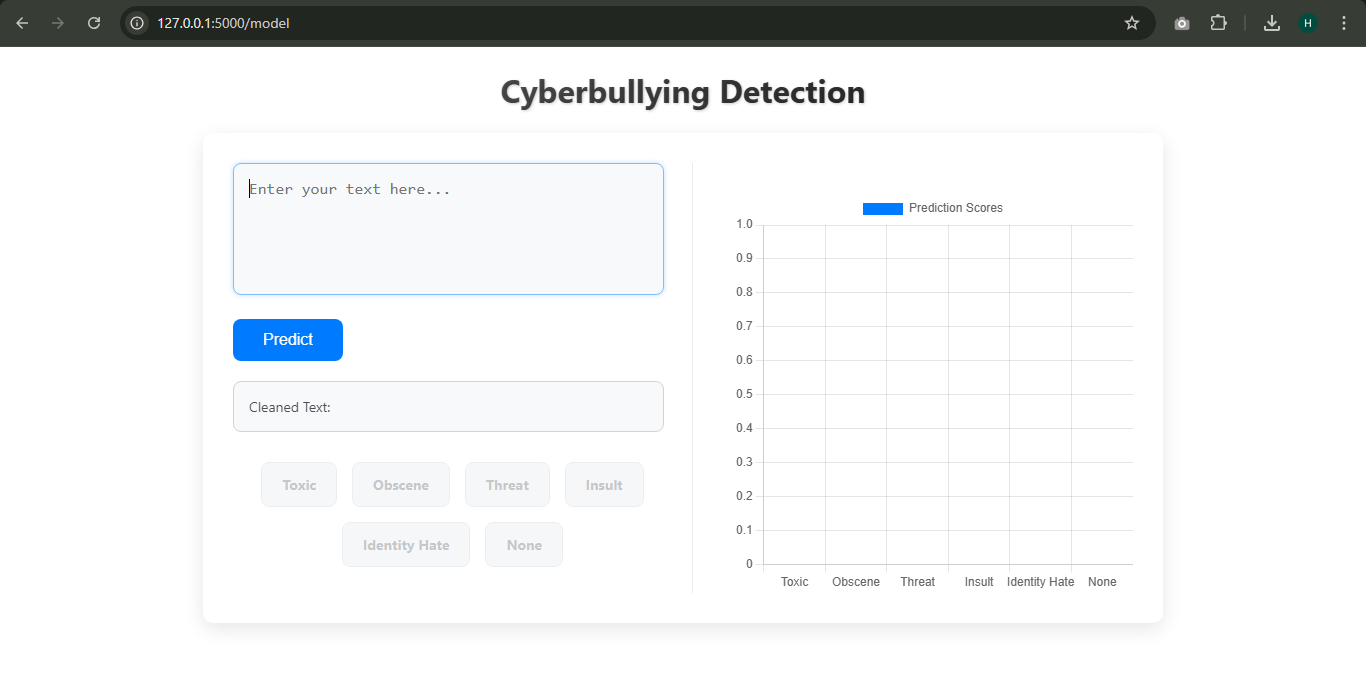 127.0.0.1:5000/model
H
Cyberbullying Detection
Enter your text here...
Predict
Cleaned Text:
Toxic Obscene Threat Insult
Identity Hate None
Prediction Scores
1.0
0.9
0.8
0.7
0.6
0.5
0.4
0.3
0.2
0.1
0
Toxic Obscene Threat Insult Identity Hate None